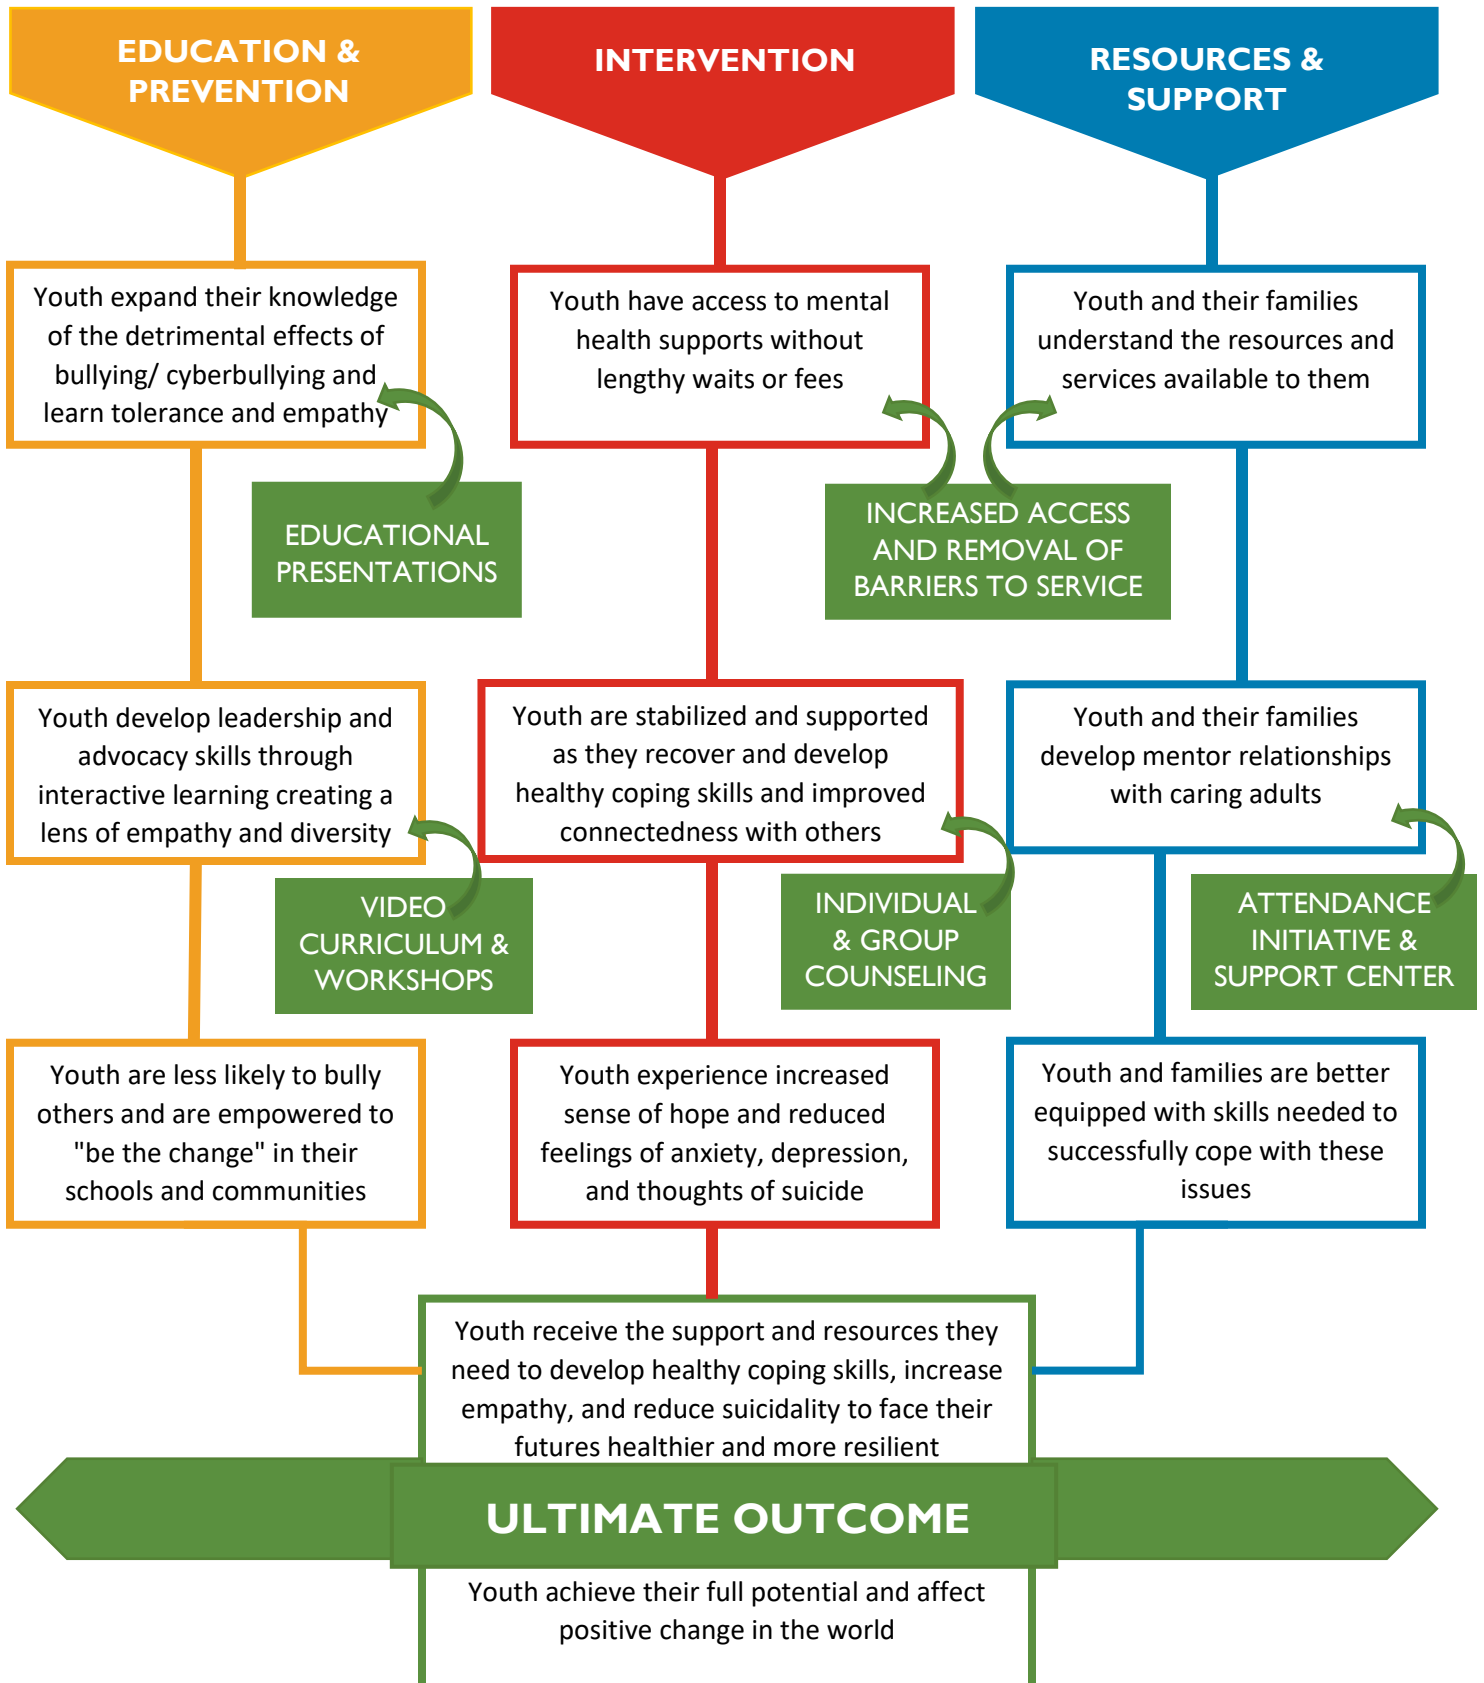 EDUCATION &
PREVENTION
INTERVENTION
RESOURCES &
SUPPORT
Youth expand their knowledge
of the detrimental effects of
bullying/ cyberbullying and
learn tolerance and empathy
Youth have access to mental
health supports without
lengthy waits or fees
Youth and their families
understand the resources and
services available to them
EDUCATIONAL
PRESENTATIONS
INCREASED ACCESS
AND REMOVAL OF
BARRIERS TO SERVICE
Youth develop leadership and
advocacy skills through
interactive learning creating a
lens of empathy and diversity
Youth are stabilized and supported
as they recover and develop
healthy coping skills and improved
connectedness with others
Youth and their families
develop mentor relationships
with caring adults
VIDEO
CURRICULUM &
WORKSHOPS
INDIVIDUAL
& GROUP
COUNSELING
ATTENDANCE
INITIATIVE &
SUPPORT CENTER
Youth are less likely to bully
others and are empowered to
"be the change" in their
schools and communities
Youth experience increased
sense of hope and reduced
feelings of anxiety, depression,
and thoughts of suicide
Youth and families are better
equipped with skills needed to
successfully cope with these
issues
Youth receive the support and resources they
need to develop healthy coping skills, increase
empathy, and reduce suicidality to face their
futures healthier and more resilient
ULTIMATE OUTCOME
Youth achieve their full potential and affect
positive change in the world